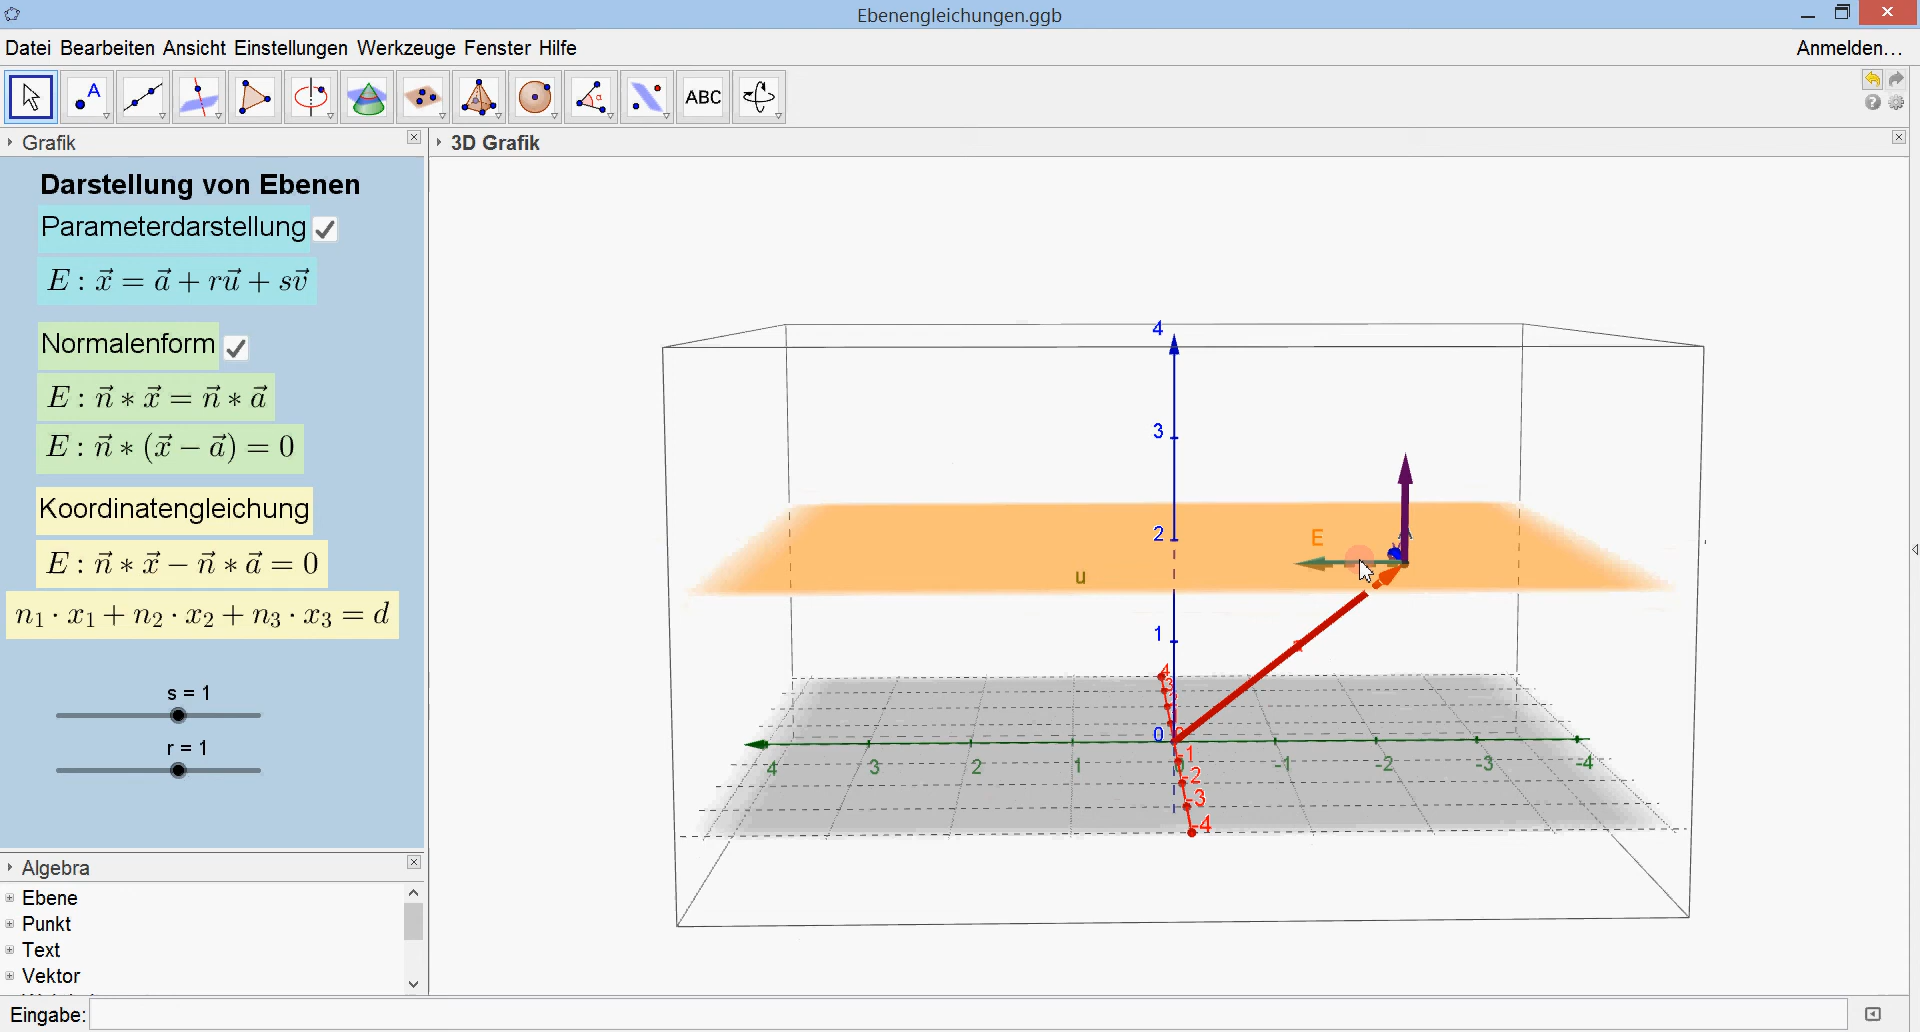 Ebenengleichungen.ggb
Datei Bearbeiten Ansicht Einstellungen Werkzeuge Fenster Hilfe
Anmelden...
A
α
ABC
Grafik
3D Grafik
Darstellung von Ebenen
Parameterdarstellung
E : x⃗ = a⃗ + ru⃗ + sv⃗
Normalenform
E : n⃗ ∗ x⃗ = n⃗ ∗ a⃗
E : n⃗ ∗ (x⃗ − a⃗) = 0
Koordinatengleichung
E : n⃗ ∗ x⃗ − n⃗ ∗ a⃗ = 0
n₁ · x₁ + n₂ · x₂ + n₃ · x₃ = d
s = 1
r = 1
4
3
2
E
u
1
4
3
0
4 3 2 1 -1 -2 -3 -4
-1
-2
-3
-4
Algebra
Ebene
Punkt
Text
Vektor
Eingabe: